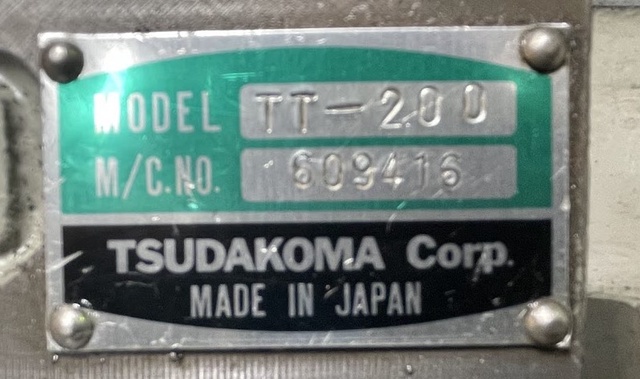 MODEL TT-200
M/C.NO. 609416
TSUDAKOMA Corp.
MADE IN JAPAN